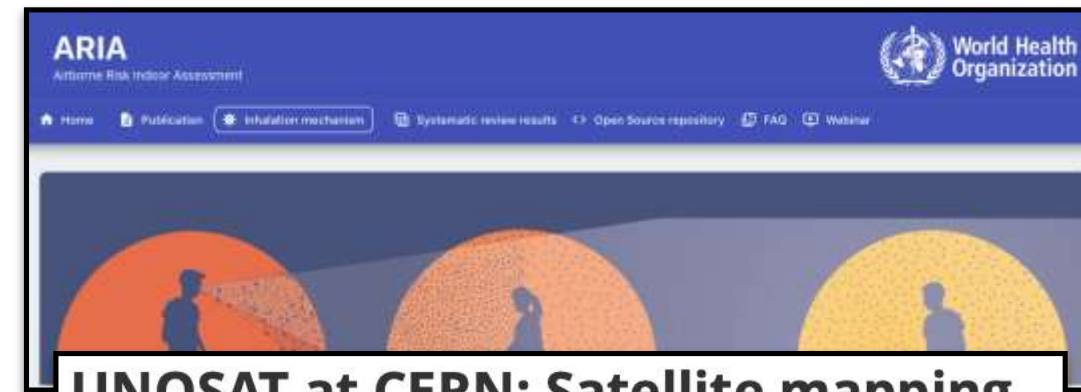 ARIA
World Health
Organization
Airborne Risk Indoor Assessment
Home Publication Inhalation mechanism Systematic review results <> Open Source repository FAQ Webinar
UNOSAT at CERN: Satellite mapping